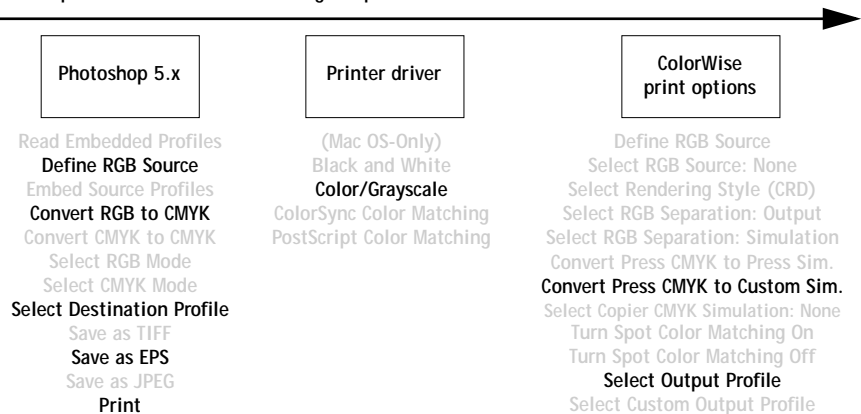 Photoshop 5.x
Read Embedded Profiles
Define RGB Source
Embed Source Profiles
Convert RGB to CMYK
Convert CMYK to CMYK
Select RGB Mode
Select CMYK Mode
Select Destination Profile
Save as TIFF
Save as EPS
Save as JPEG
Print
Printer driver
(Mac OS-Only)
Black and White
Color/Grayscale
ColorSync Color Matching
PostScript Color Matching
ColorWise
print options
Define RGB Source
Select RGB Source: None
Select Rendering Style (CRD)
Select RGB Separation: Output
Select RGB Separation: Simulation
Convert Press CMYK to Press Sim.
Convert Press CMYK to Custom Sim.
Select Copier CMYK Simulation: None
Turn Spot Color Matching On
Turn Spot Color Matching Off
Select Output Profile
Select Custom Output Profile